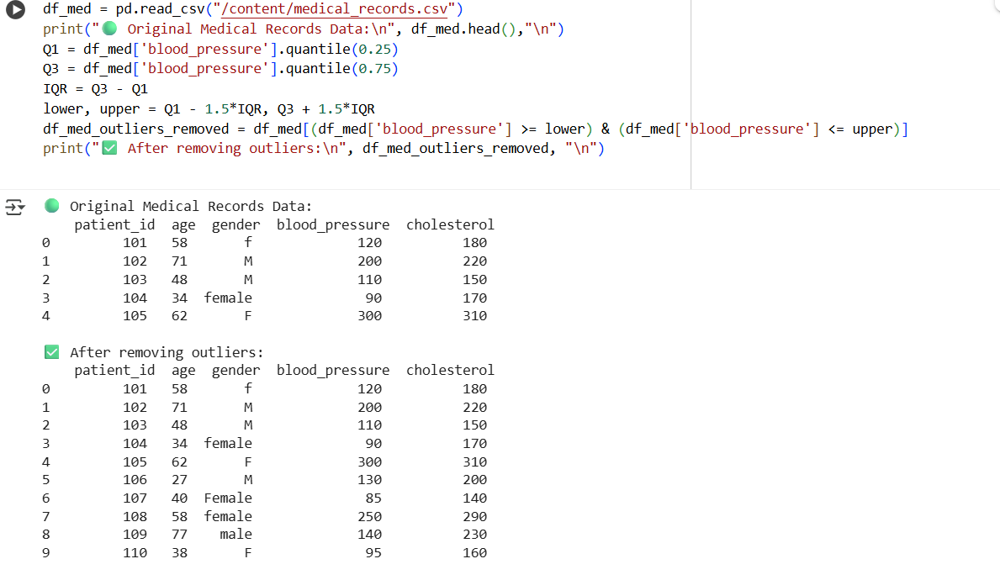 df_med = pd.read_csv("/content/medical_records.csv")
print("🟢 Original Medical Records Data:\n", df_med.head(),"\n")
Q1 = df_med['blood_pressure'].quantile(0.25)
Q3 = df_med['blood_pressure'].quantile(0.75)
IQR = Q3 - Q1
lower, upper = Q1 - 1.5*IQR, Q3 + 1.5*IQR
df_med_outliers_removed = df_med[(df_med['blood_pressure'] >= lower) & (df_med['blood_pressure'] <= upper)]
print("✅ After removing outliers:\n", df_med_outliers_removed, "\n")
🟢 Original Medical Records Data:
patient_id age gender blood_pressure cholesterol
0 101 58 f 120 180
1 102 71 M 200 220
2 103 48 M 110 150
3 104 34 female 90 170
4 105 62 F 300 310
✅ After removing outliers:
patient_id age gender blood_pressure cholesterol
0 101 58 f 120 180
1 102 71 M 200 220
2 103 48 M 110 150
3 104 34 female 90 170
4 105 62 F 300 310
5 106 27 M 130 200
6 107 40 Female 85 140
7 108 58 female 250 290
8 109 77 male 140 230
9 110 38 F 95 160